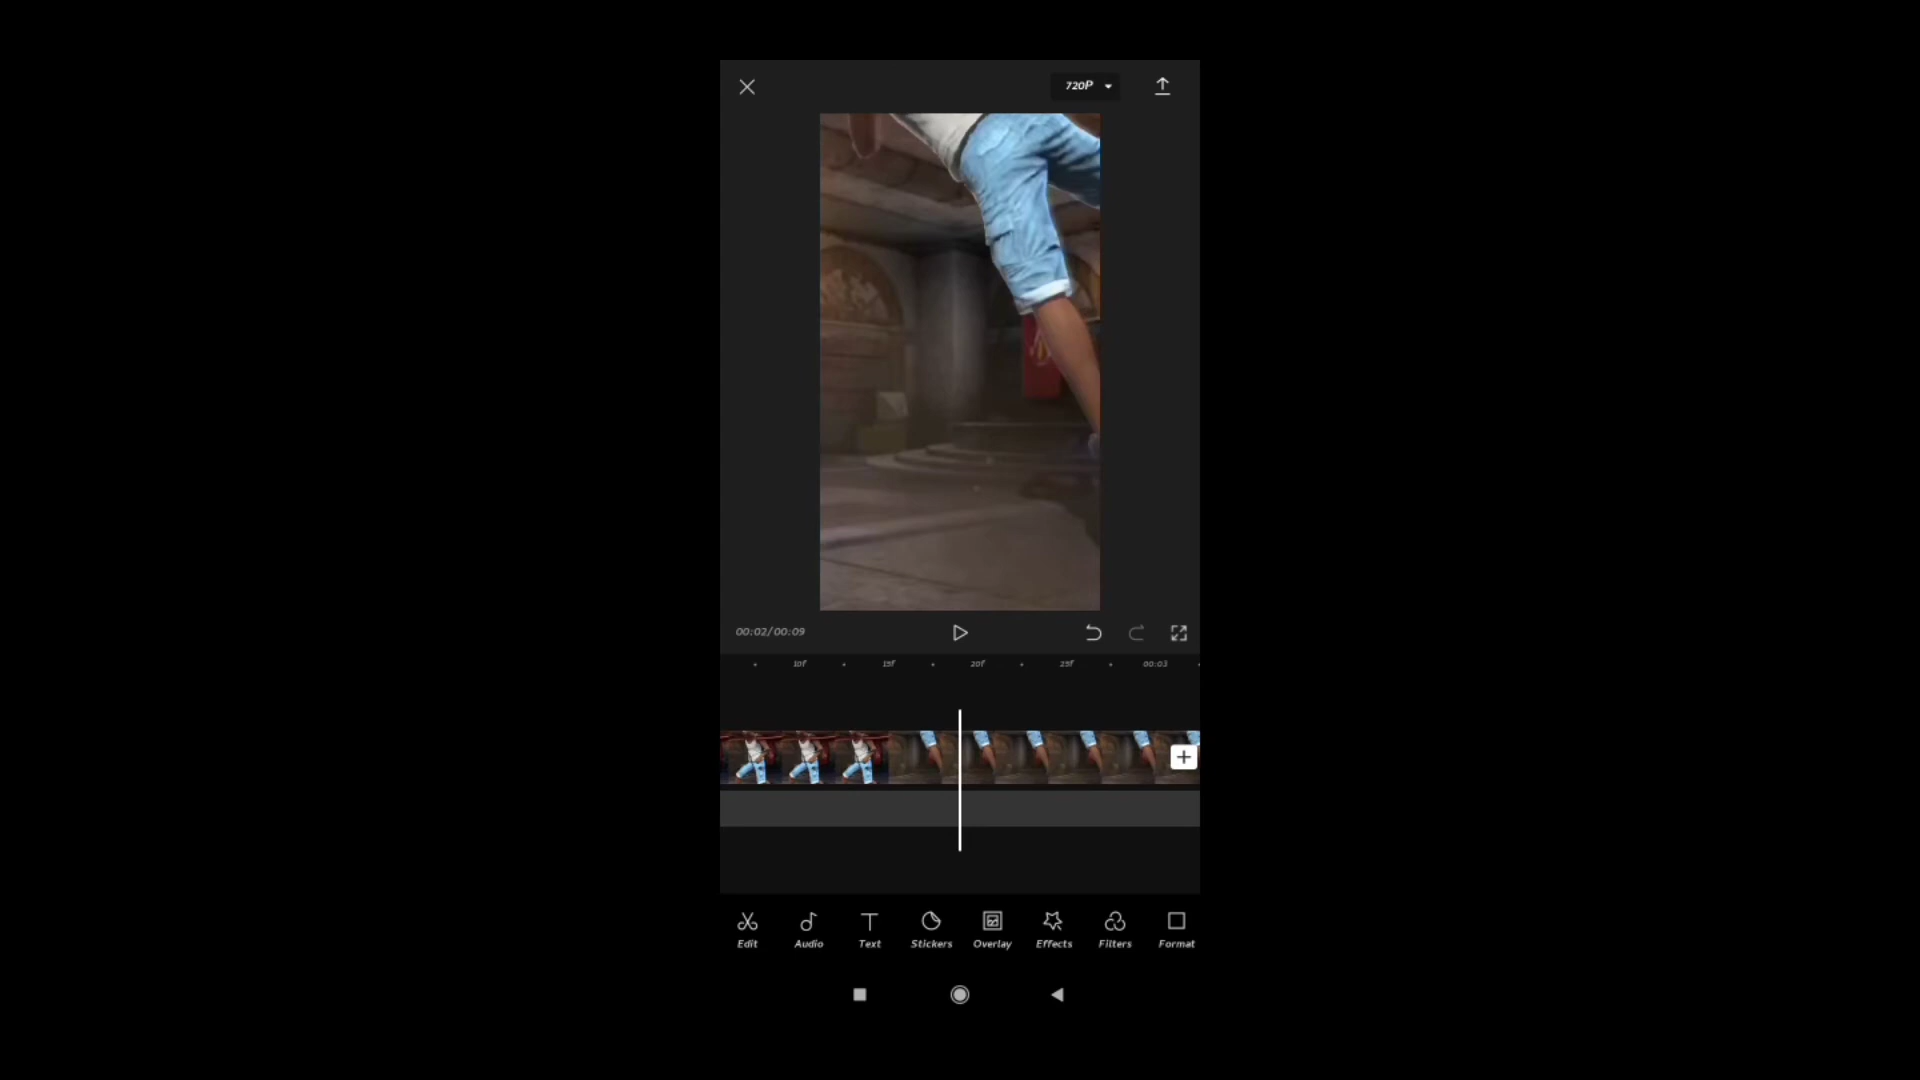 720P
00:02/00:09
10f 15f 20f 25f 00:03
Edit Audio Text Stickers Overlay Effects Filters Format